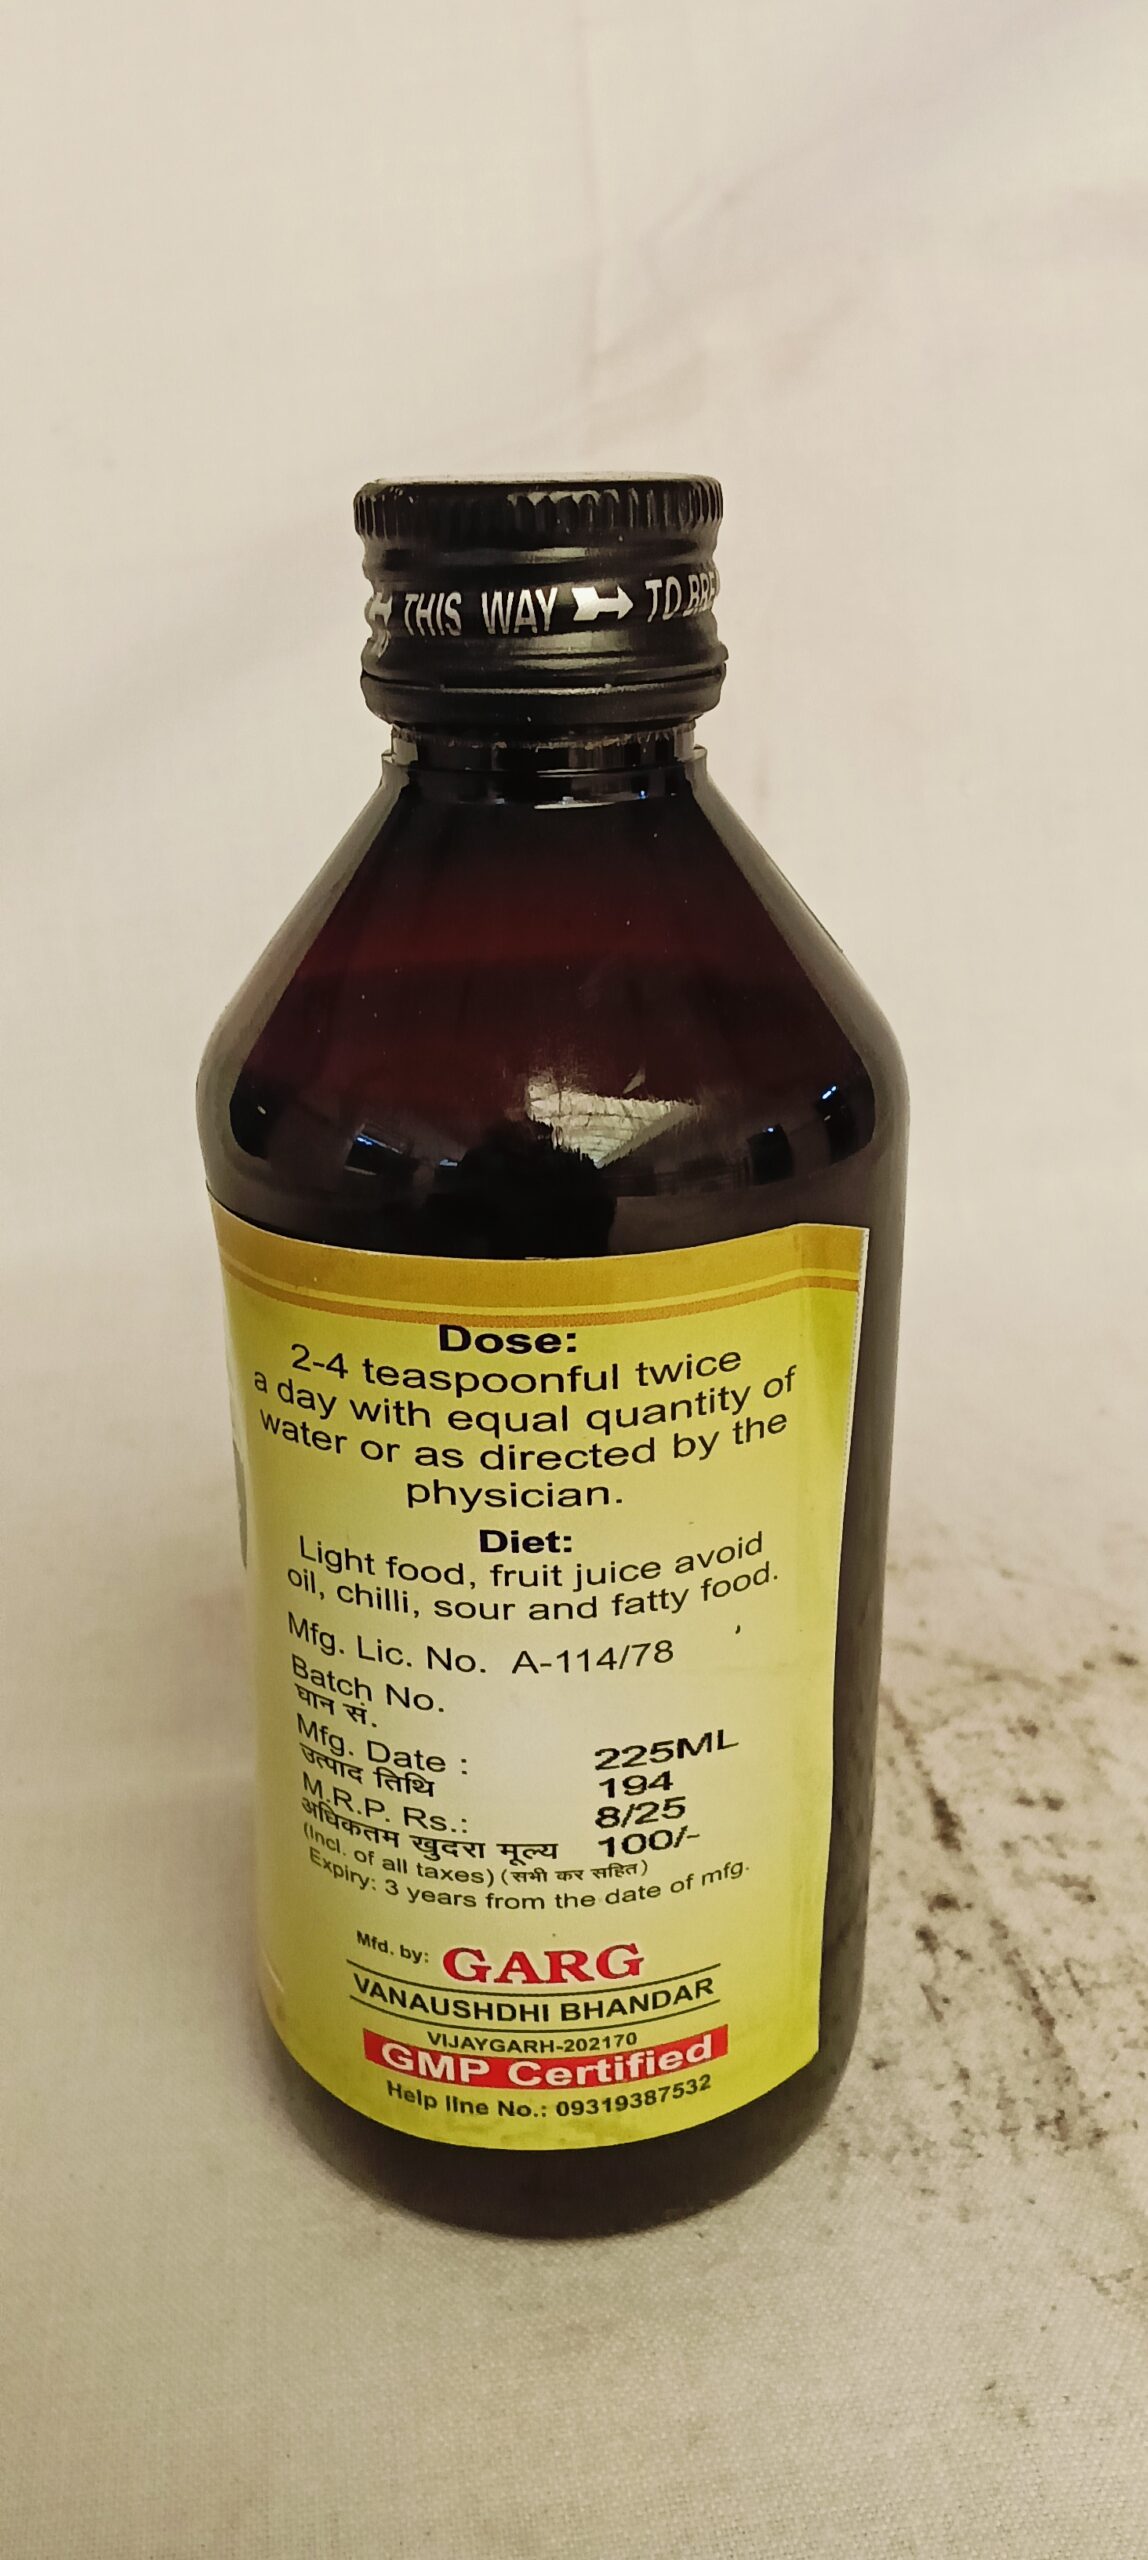 THIS WAY TO BRE
Dose:
2-4 teaspoonful twice
a day with equal quantity of
water or as directed by the
physician.
Diet:
Light food, fruit juice avoid
oil, chilli, sour and fatty food.
Mfg. Lic. No. A-114/78
Batch No.
घान सं.
Mfg. Date : 225ML
उत्पाद तिथि 194
M.R.P. Rs.: 8/25
अधिकतम खुदरा मूल्य 100/-
(Incl. of all taxes) (सभी कर सहित)
Expiry: 3 years from the date of mfg.
Mfd. by: GARG
VANAUSHDHI BHANDAR
VIJAYGARH-202170
GMP Certified
Help line No.: 09319387532